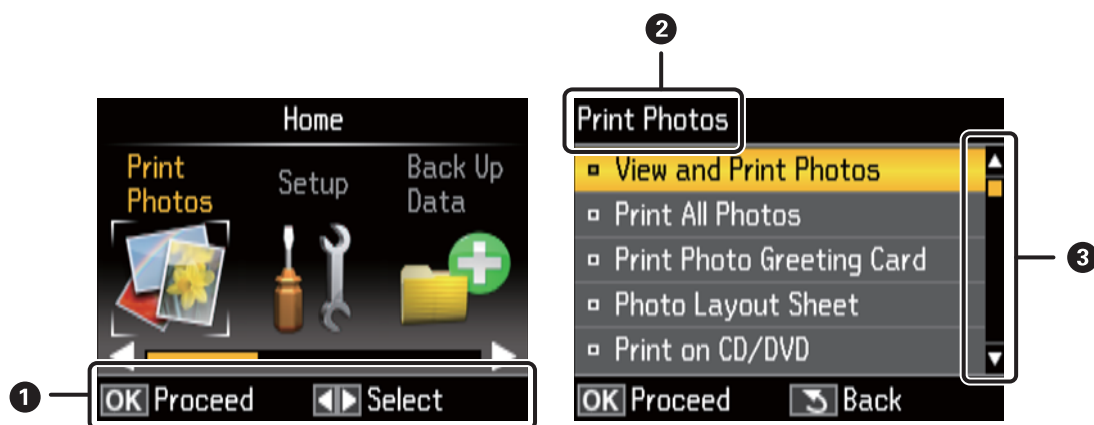 2
Home
Print Photos
Setup
Back Up Data
OK Proceed
Select
1
Print Photos
View and Print Photos
Print All Photos
Print Photo Greeting Card
Photo Layout Sheet
Print on CD/DVD
OK Proceed
Back
3